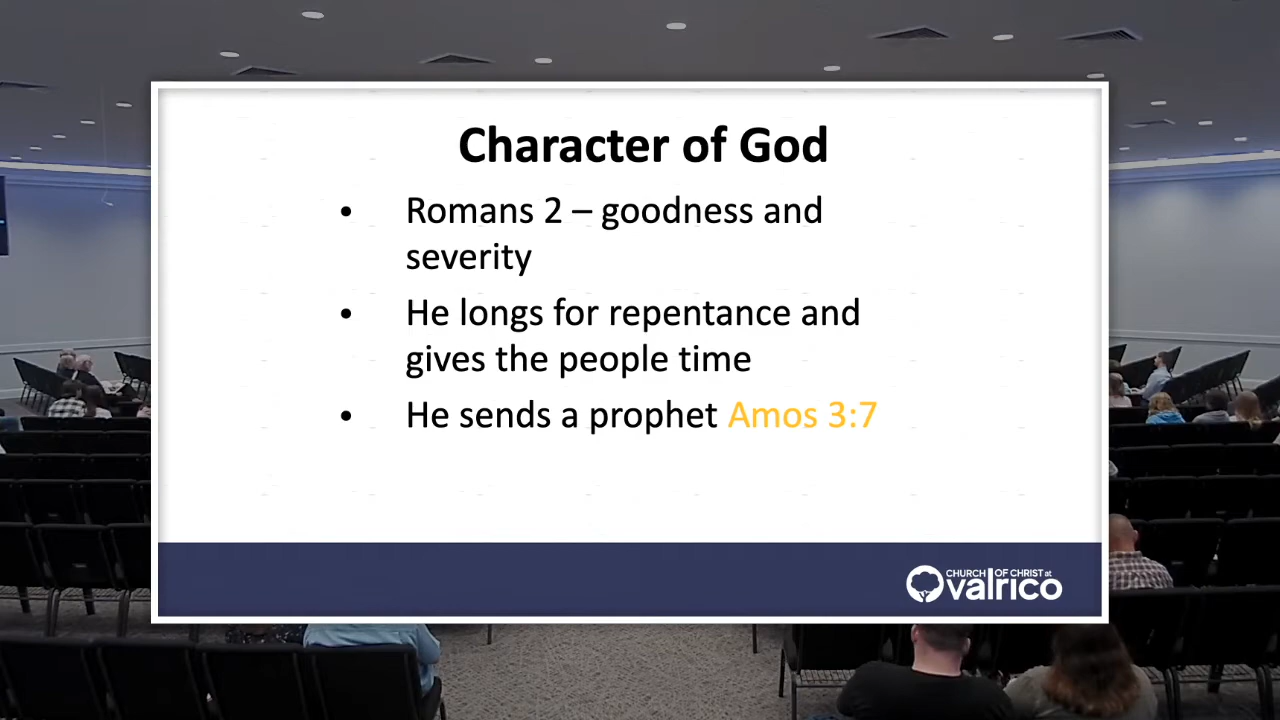 Character of God
• Romans 2 – goodness and
severity
• He longs for repentance and
gives the people time
• He sends a prophet Amos 3:7
CHURCH OF CHRIST at
valrico